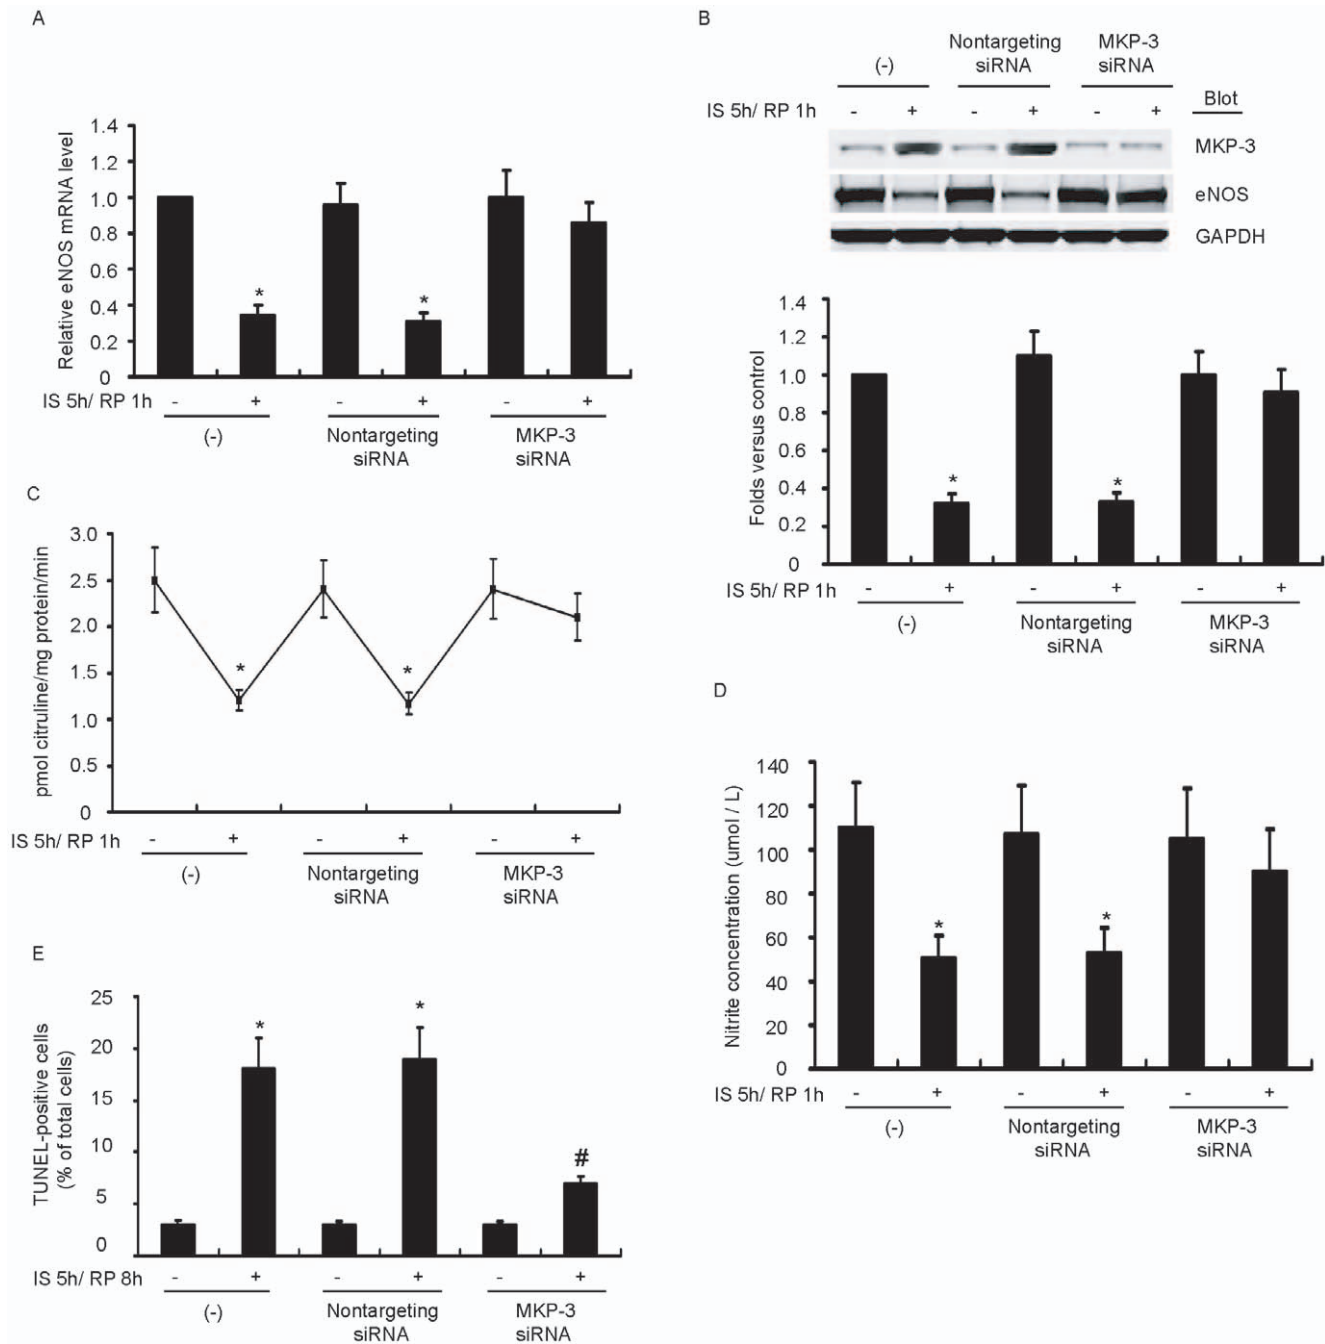 A
Relative eNOS mRNA level
1.4
1.2
1.0
0.8
0.6
0.4
0.2
0
*
*
IS 5h/ RP 1h - + - + - +
(-) Nontargeting siRNA MKP-3 siRNA
B
(-) Nontargeting siRNA MKP-3 siRNA
IS 5h/ RP 1h - + - + - + Blot
MKP-3
eNOS
GAPDH
Folds versus control
1.4
1.2
1.0
0.8
0.6
0.4
0.2
0
*
*
IS 5h/ RP 1h - + - + - +
(-) Nontargeting siRNA MKP-3 siRNA
C
pmol citruline/mg protein/min
3.0
2.5
2.0
1.5
1.0
0.5
0
*
*
IS 5h/ RP 1h - + - + - +
(-) Nontargeting siRNA MKP-3 siRNA
D
Nitrite concentration (umol / L)
140
120
100
80
60
40
20
0
*
*
IS 5h/ RP 1h - + - + - +
(-) Nontargeting siRNA MKP-3 siRNA
E
TUNEL-positive cells
(% of total cells)
25
20
15
10
5
0
*
*
#
IS 5h/ RP 8h - + - + - +
(-) Nontargeting siRNA MKP-3 siRNA